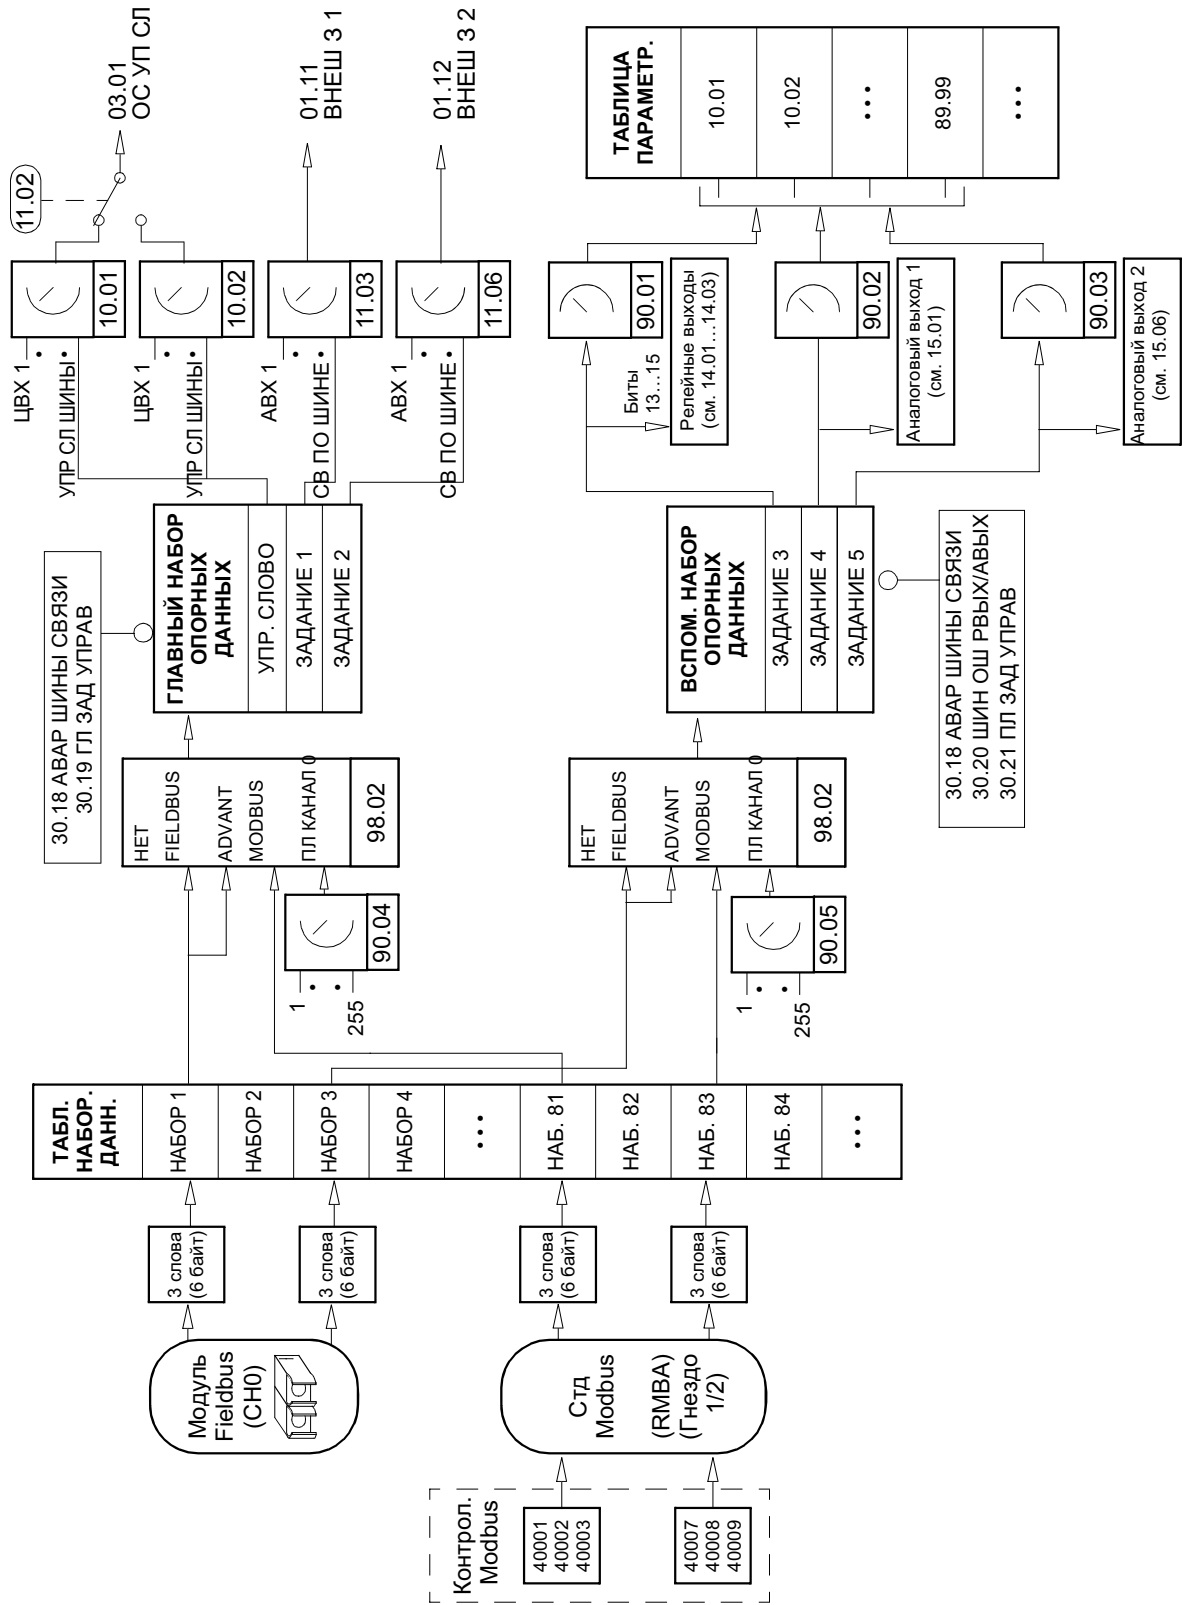 Контрол.
Modbus
40001
40002
40003
40007
40008
40009
Модуль
Fieldbus
(CH0)
Стд
Modbus
(RMBA)
(Гнездо
1/2)
3 слова
(6 байт)
3 слова
(6 байт)
3 слова
(6 байт)
3 слова
(6 байт)
ТАБЛ.
НАБОР.
ДАНН.
НАБОР 1
НАБОР 2
НАБОР 3
НАБОР 4
• • •
НАБ. 81
НАБ. 82
НАБ. 83
НАБ. 84
• • •
1
•
•
255
90.04
НЕТ
FIELDBUS
ADVANT
MODBUS
ПЛ КАНАЛ 0
98.02
1
•
•
255
90.05
НЕТ
FIELDBUS
ADVANT
MODBUS
ПЛ КАНАЛ 0
98.02
30.18 АВАР ШИНЫ СВЯЗИ
30.19 ГЛ ЗАД УПРАВ
ГЛАВНЫЙ НАБОР
ОПОРНЫХ
ДАННЫХ
УПР. СЛОВО
ЗАДАНИЕ 1
ЗАДАНИЕ 2
ВСПОМ. НАБОР
ОПОРНЫХ
ДАННЫХ
ЗАДАНИЕ 3
ЗАДАНИЕ 4
ЗАДАНИЕ 5
30.18 АВАР ШИНЫ СВЯЗИ
30.20 ШИН ОШ РВЫХ/АВЫХ
30.21 ПЛ ЗАД УПРАВ
ЦВХ 1
•
УПР СЛ ШИНЫ •
10.01
ЦВХ 1
•
УПР СЛ ШИНЫ •
10.02
АВХ 1
•
СВ ПО ШИНЕ •
11.03
АВХ 1
•
СВ ПО ШИНЕ •
11.06
11.02
03.01
ОС УП СЛ
01.11
ВНЕШ З 1
01.12
ВНЕШ З 2
90.01
Биты
13...15
Релейные выходы
(см. 14.01...14.03)
90.02
Аналоговый выход 1
(см. 15.01)
90.03
Аналоговый выход 2
(см. 15.06)
ТАБЛИЦА
ПАРАМЕТР.
10.01
10.02
• • •
89.99
• • •